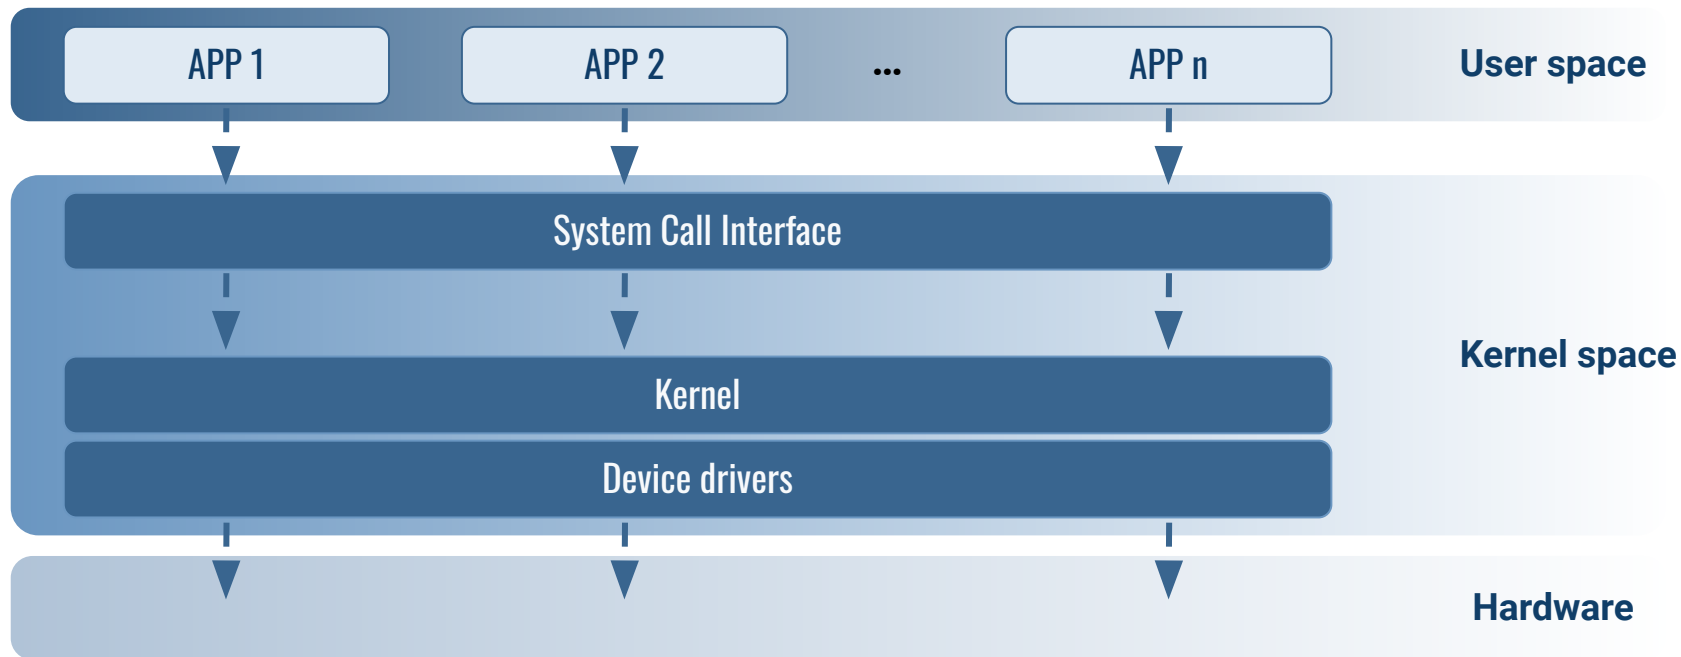 APP 1
APP 2
...
APP n
User space
System Call Interface
Kernel space
Kernel
Device drivers
Hardware